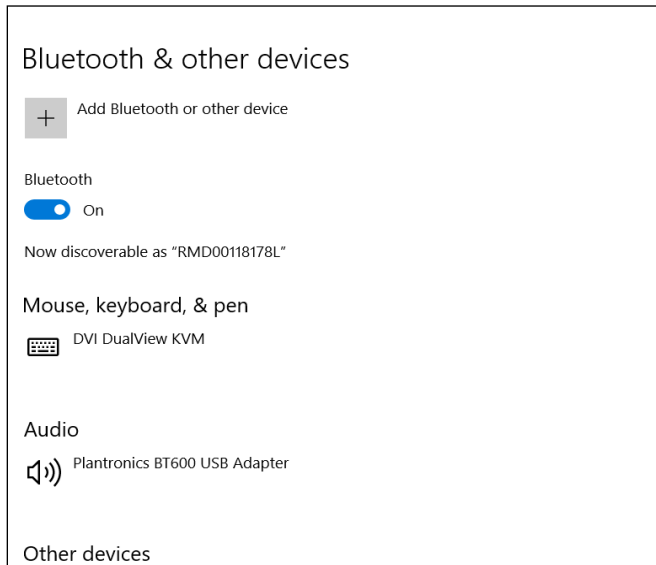 Bluetooth & other devices
Add Bluetooth or other device
Bluetooth
On
Now discoverable as “RMD00118178L”
Mouse, keyboard, & pen
DVI DualView KVM
Audio
Plantronics BT600 USB Adapter
Other devices